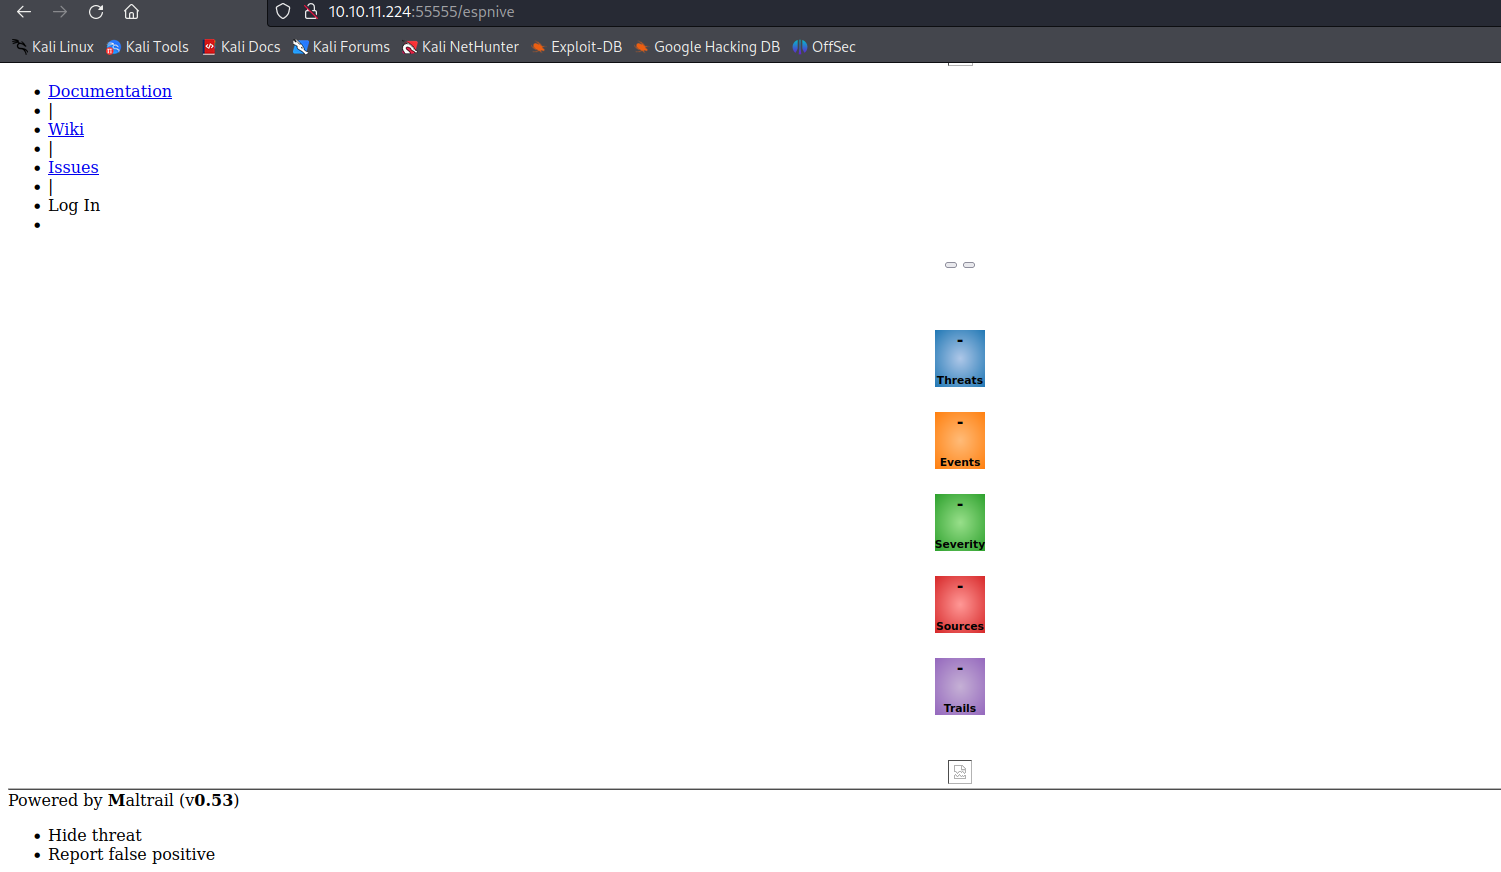 10.10.11.224:55555/espnive
Kali Linux Kali Tools Kali Docs Kali Forums Kali NetHunter Exploit-DB Google Hacking DB OffSec
Documentation
|
Wiki
|
Issues
|
Log In
-
Threats
-
Events
-
Severity
-
Sources
-
Trails
Powered by Maltrail (v0.53)
Hide threat
Report false positive